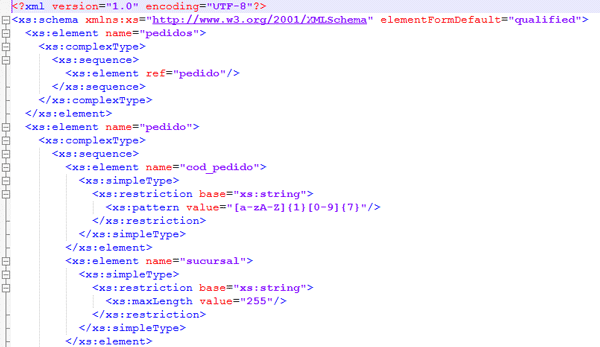 <?xml version="1.0" encoding="UTF-8"?>
<xs:schema xmlns:xs="http://www.w3.org/2001/XMLSchema" elementFormDefault="qualified">
<xs:element name="pedidos">
<xs:complexType>
<xs:sequence>
<xs:element ref="pedido"/>
</xs:sequence>
</xs:complexType>
</xs:element>
<xs:element name="pedido">
<xs:complexType>
<xs:sequence>
<xs:element name="cod_pedido">
<xs:simpleType>
<xs:restriction base="xs:string">
<xs:pattern value="[a-zA-Z]{1}[0-9]{7}"/>
</xs:restriction>
</xs:simpleType>
</xs:element>
<xs:element name="sucursal">
<xs:simpleType>
<xs:restriction base="xs:string">
<xs:maxLength value="255"/>
</xs:restriction>
</xs:simpleType>
</xs:element>